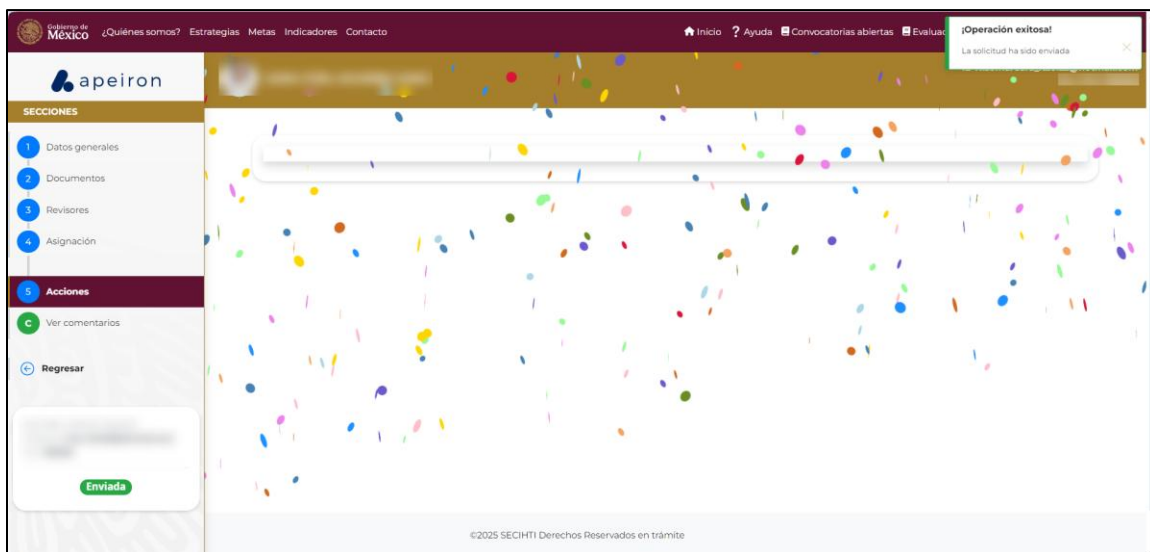 Gobierno de
México
¿Quiénes somos? Estrategias Metas Indicadores Contacto
Inicio ? Ayuda Convocatorias abiertas Evaluac
¡Operación exitosa!
La solicitud ha sido enviada
apeiron
SECCIONES
1 Datos generales
2 Documentos
3 Revisores
4 Asignación
5 Acciones
C Ver comentarios
Regresar
Enviada
©2025 SECIHTI Derechos Reservados en trámite